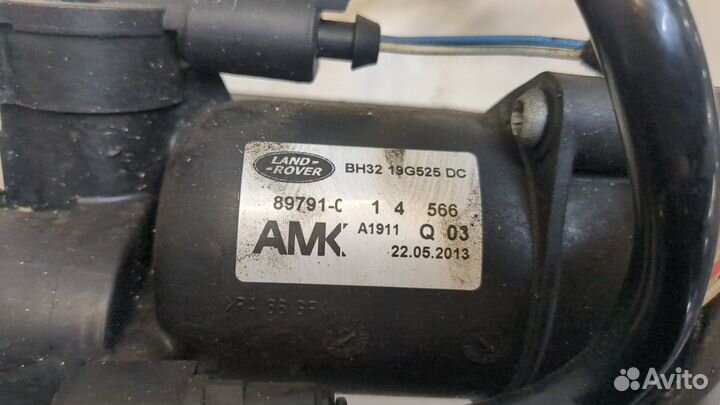 LAND-
-ROVER
BH32 19G525 DC
89791-0 1 4 566
AMK A1911 Q 03
22.05.2013
Avito